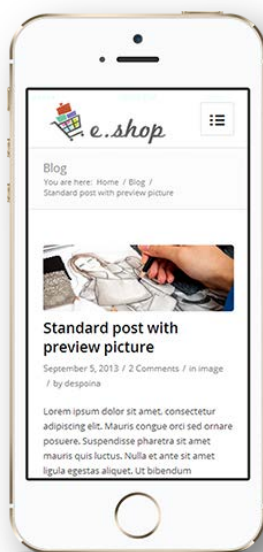 e.shop
Blog
You are here: Home / Blog /
Standard post with preview picture
Standard post with
preview picture
September 5, 2013 / 2 Comments / in image
/ by despoina
Lorem ipsum dolor sit amet, consectetur
adipiscing elit. Mauris congue orci sed ornare
posuere. Suspendisse pharetra sit amet
mauris quis luctus. Nulla et ante sit amet
ligula egestas aliquet. Ut bibendum